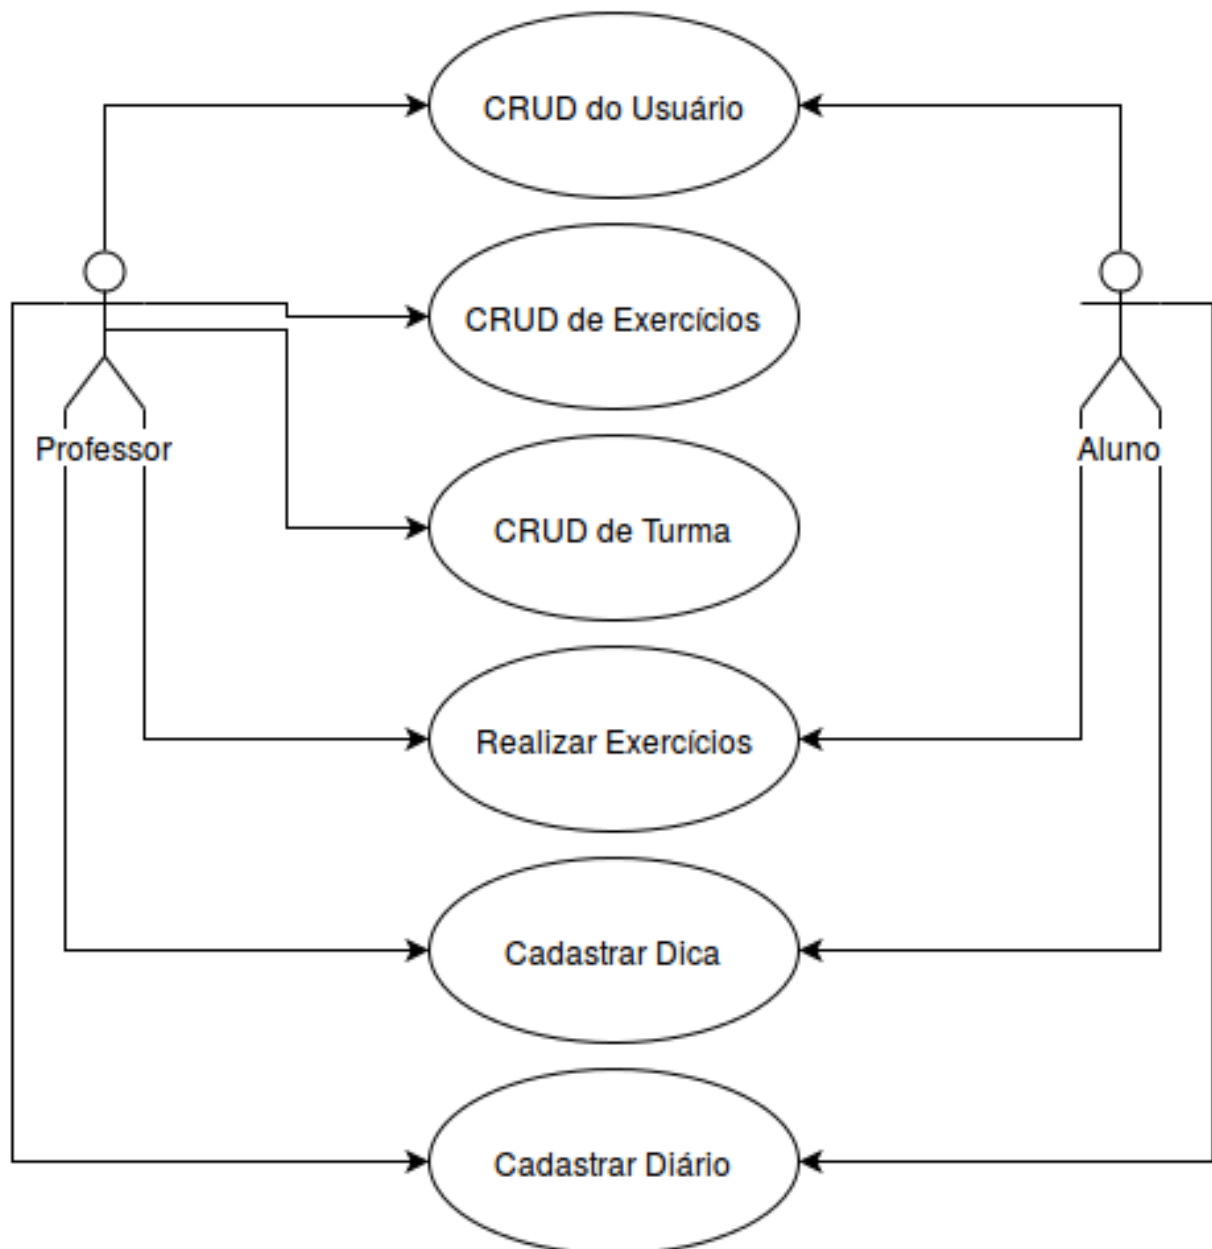 CRUD do Usuário
CRUD de Exercícios
Professor
Aluno
CRUD de Turma
Realizar Exercícios
Cadastrar Dica
Cadastrar Diário